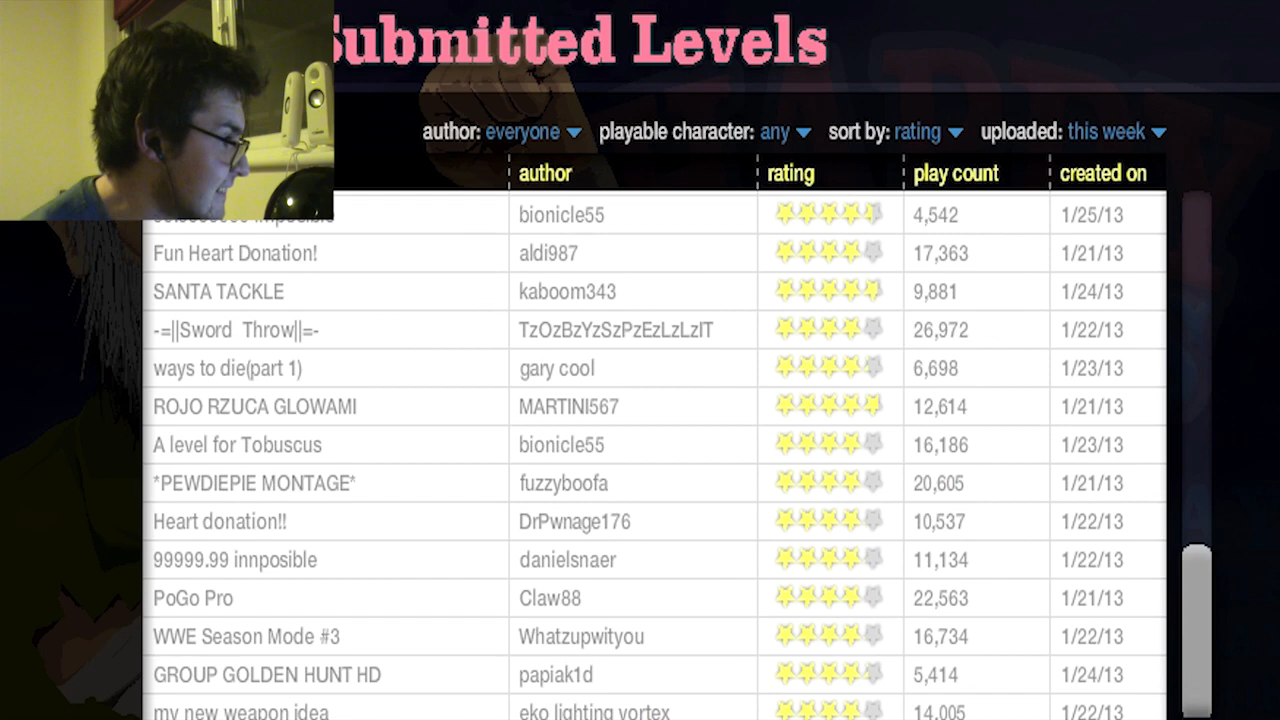 Submitted Levels
author: everyone playable character: any sort by: rating uploaded: this week
author rating play count created on
bionicle55 4,542 1/25/13
Fun Heart Donation! aldi987 17,363 1/21/13
SANTA TACKLE kaboom343 9,881 1/24/13
-=||Sword Throw||=- TzOzBzYzSzPzEzLzLzIT 26,972 1/22/13
ways to die(part 1) gary cool 6,698 1/23/13
ROJO RZUCA GLOWAMI MARTINI567 12,614 1/21/13
A level for Tobuscus bionicle55 16,186 1/23/13
*PEWDIEPIE MONTAGE* fuzzyboofa 20,605 1/21/13
Heart donation!! DrPwnage176 10,537 1/22/13
99999.99 innposible danielsnaer 11,134 1/22/13
PoGo Pro Claw88 22,563 1/21/13
WWE Season Mode #3 Whatzupwityou 16,734 1/22/13
GROUP GOLDEN HUNT HD papiak1d 5,414 1/24/13
my new weapon idea eko lighting vortex 14,005 1/22/13